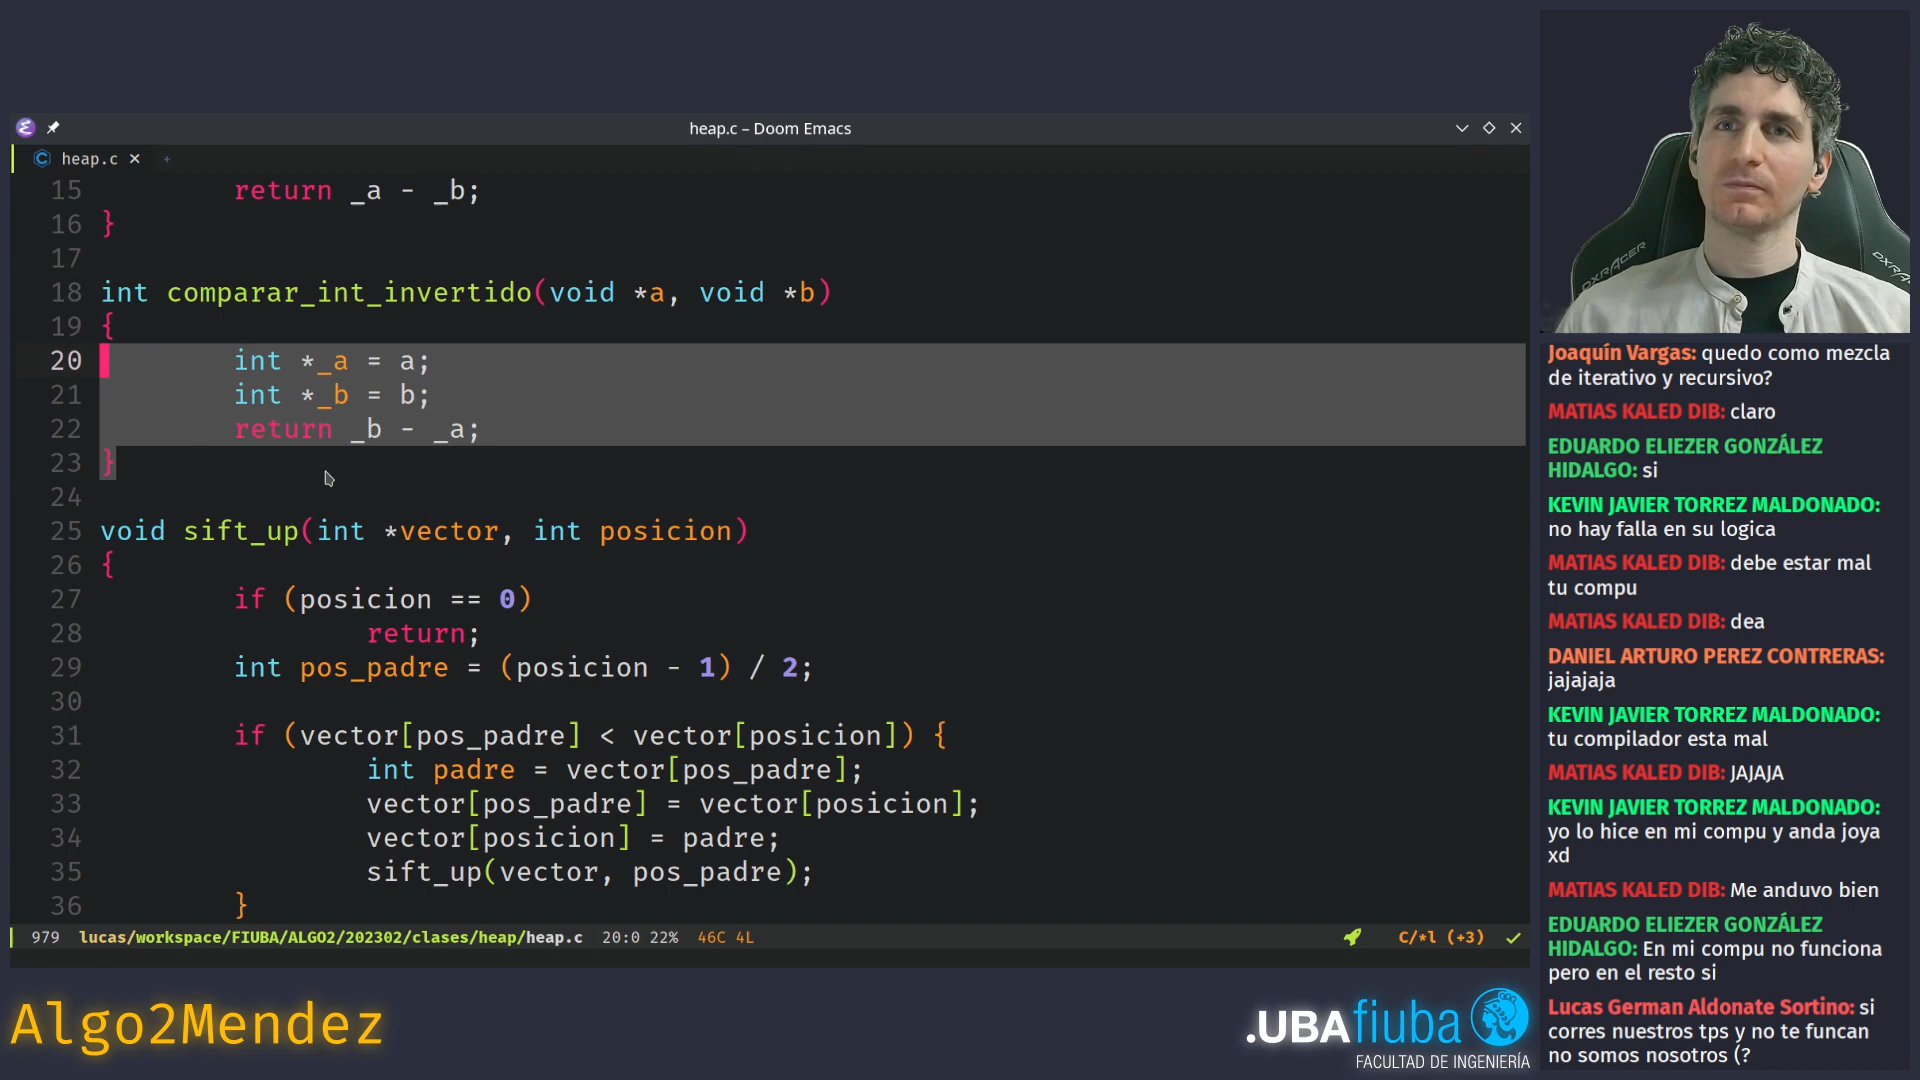 heap.c – Doom Emacs
heap.c
15 return _a - _b;
16 }
17
18 int comparar_int_invertido(void *a, void *b)
19 {
20 int *_a = a;
21 int *_b = b;
22 return _b - _a;
23 }
24
25 void sift_up(int *vector, int posicion)
26 {
27 if (posicion == 0)
28 return;
29 int pos_padre = (posicion - 1) / 2;
30
31 if (vector[pos_padre] < vector[posicion]) {
32 int padre = vector[pos_padre];
33 vector[pos_padre] = vector[posicion];
34 vector[posicion] = padre;
35 sift_up(vector, pos_padre);
36 }
979 lucas/workspace/FIUBA/ALGO2/202302/clases/heap/heap.c 20:0 22% 46C 4L C/*l (+3)
Algo2Mendez
.UBAfiuba
FACULTAD DE INGENIERÍA
DXRACER
DXRA
Joaquín Vargas: quedo como mezcla
de iterativo y recursivo?
MATIAS KALED DIB: claro
EDUARDO ELIEZER GONZÁLEZ
HIDALGO: si
KEVIN JAVIER TORREZ MALDONADO:
no hay falla en su logica
MATIAS KALED DIB: debe estar mal
tu compu
MATIAS KALED DIB: dea
DANIEL ARTURO PEREZ CONTRERAS:
jajajaja
KEVIN JAVIER TORREZ MALDONADO:
tu compilador esta mal
MATIAS KALED DIB: JAJAJA
KEVIN JAVIER TORREZ MALDONADO:
yo lo hice en mi compu y anda joya
xd
MATIAS KALED DIB: Me anduvo bien
EDUARDO ELIEZER GONZÁLEZ
HIDALGO: En mi compu no funciona
pero en el resto si
Lucas German Aldonate Sortino: si
corres nuestros tps y no te funcan
no somos nosotros (?